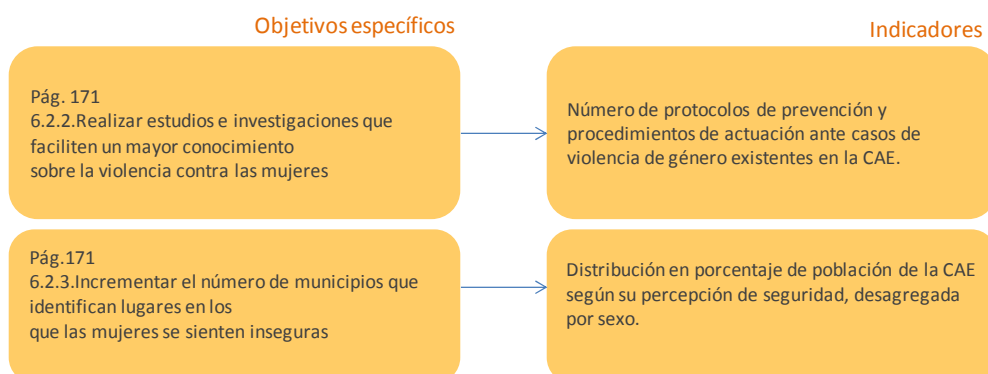 Objetivos específicos
Indicadores
Pág. 171
6.2.2.Realizar estudios e investigaciones que
faciliten un mayor conocimiento
sobre la violencia contra las mujeres
Número de protocolos de prevención y
procedimientos de actuación ante casos de
violencia de género existentes en la CAE.
Pág.171
6.2.3.Incrementar el número de municipios que
identifican lugares en los
que las mujeres se sienten inseguras
Distribución en porcentaje de población de la CAE
según su percepción de seguridad, desagregada
por sexo.